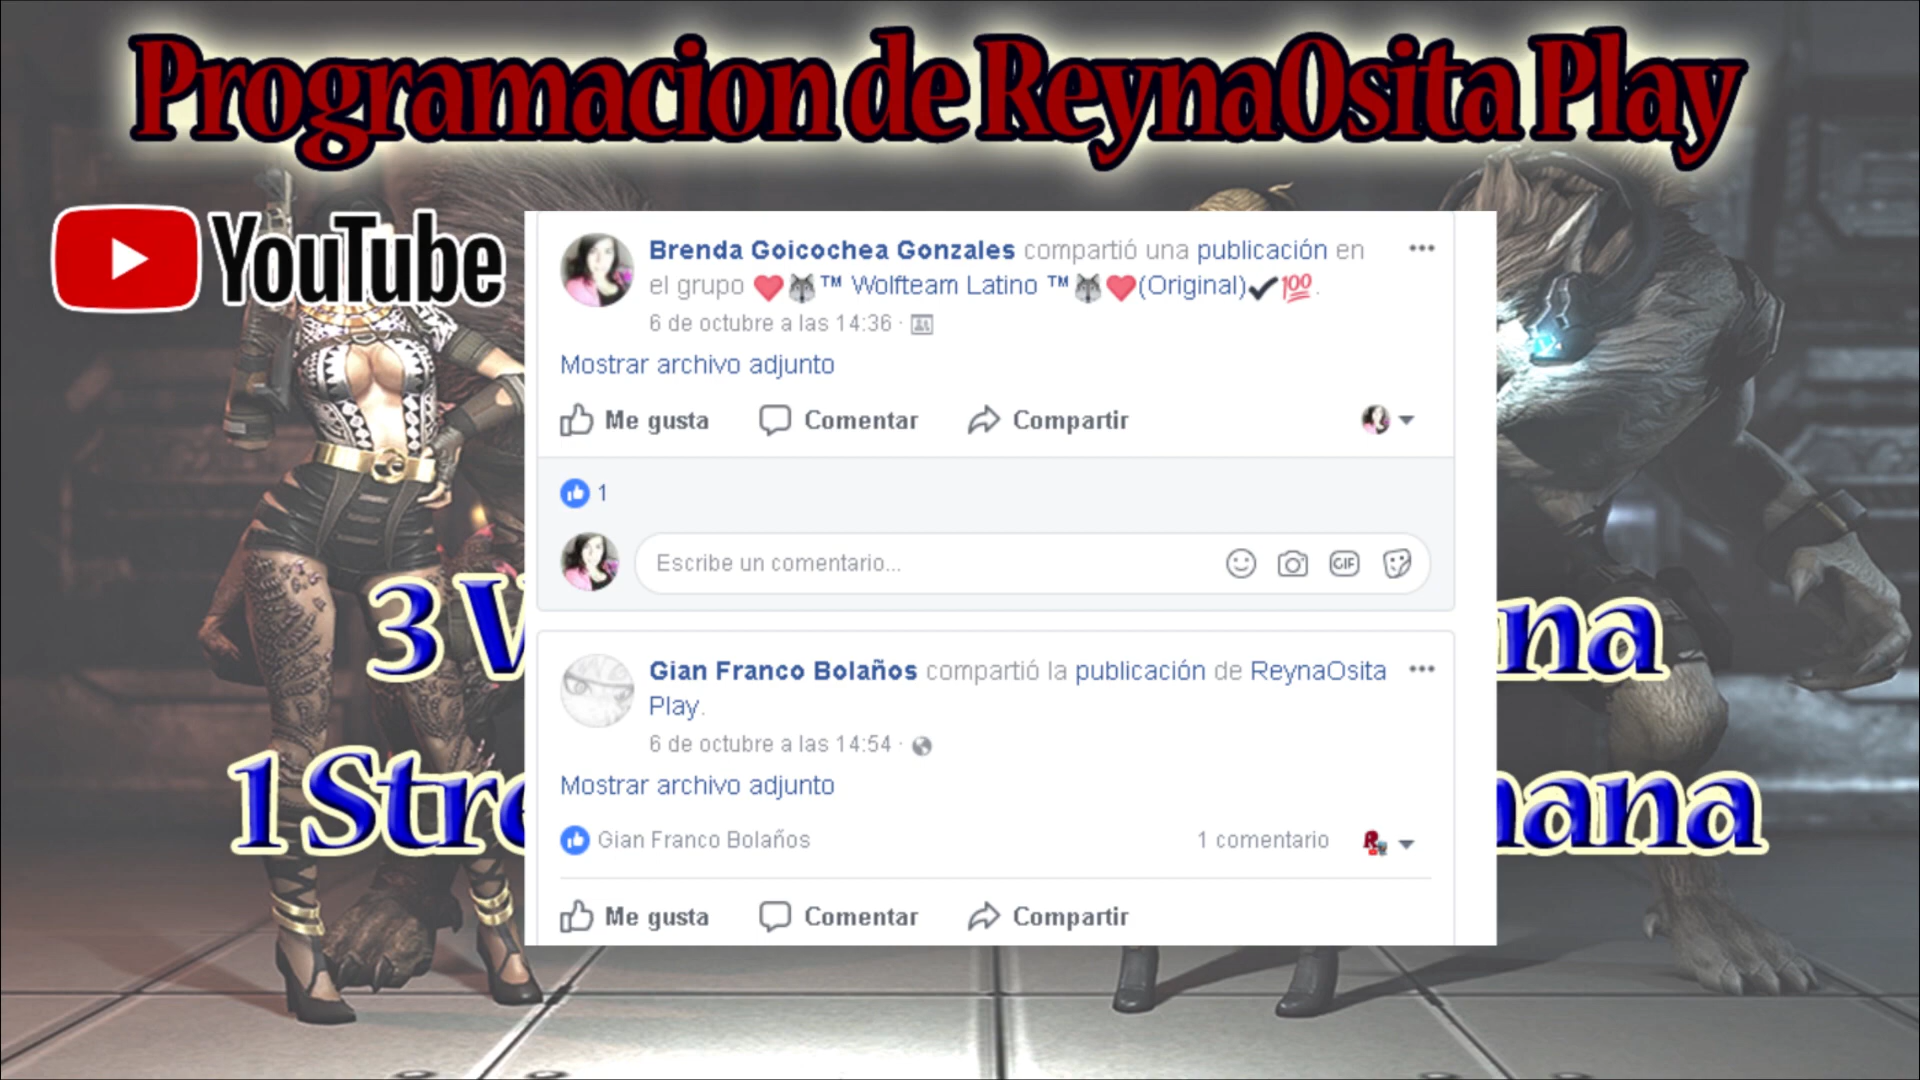 Programacion de ReynaOsita Play
YouTube
Brenda Goicochea Gonzales compartió una publicación en
el grupo ❤️🐺™ Wolfteam Latino ™🐺❤️(Original)✔💯.
6 de octubre a las 14:36 ·
Mostrar archivo adjunto
Me gusta Comentar Compartir
1
Escribe un comentario...
GIF
Gian Franco Bolaños compartió la publicación de ReynaOsita
Play.
6 de octubre a las 14:54 ·
Mostrar archivo adjunto
Gian Franco Bolaños 1 comentario
Me gusta Comentar Compartir
3
1